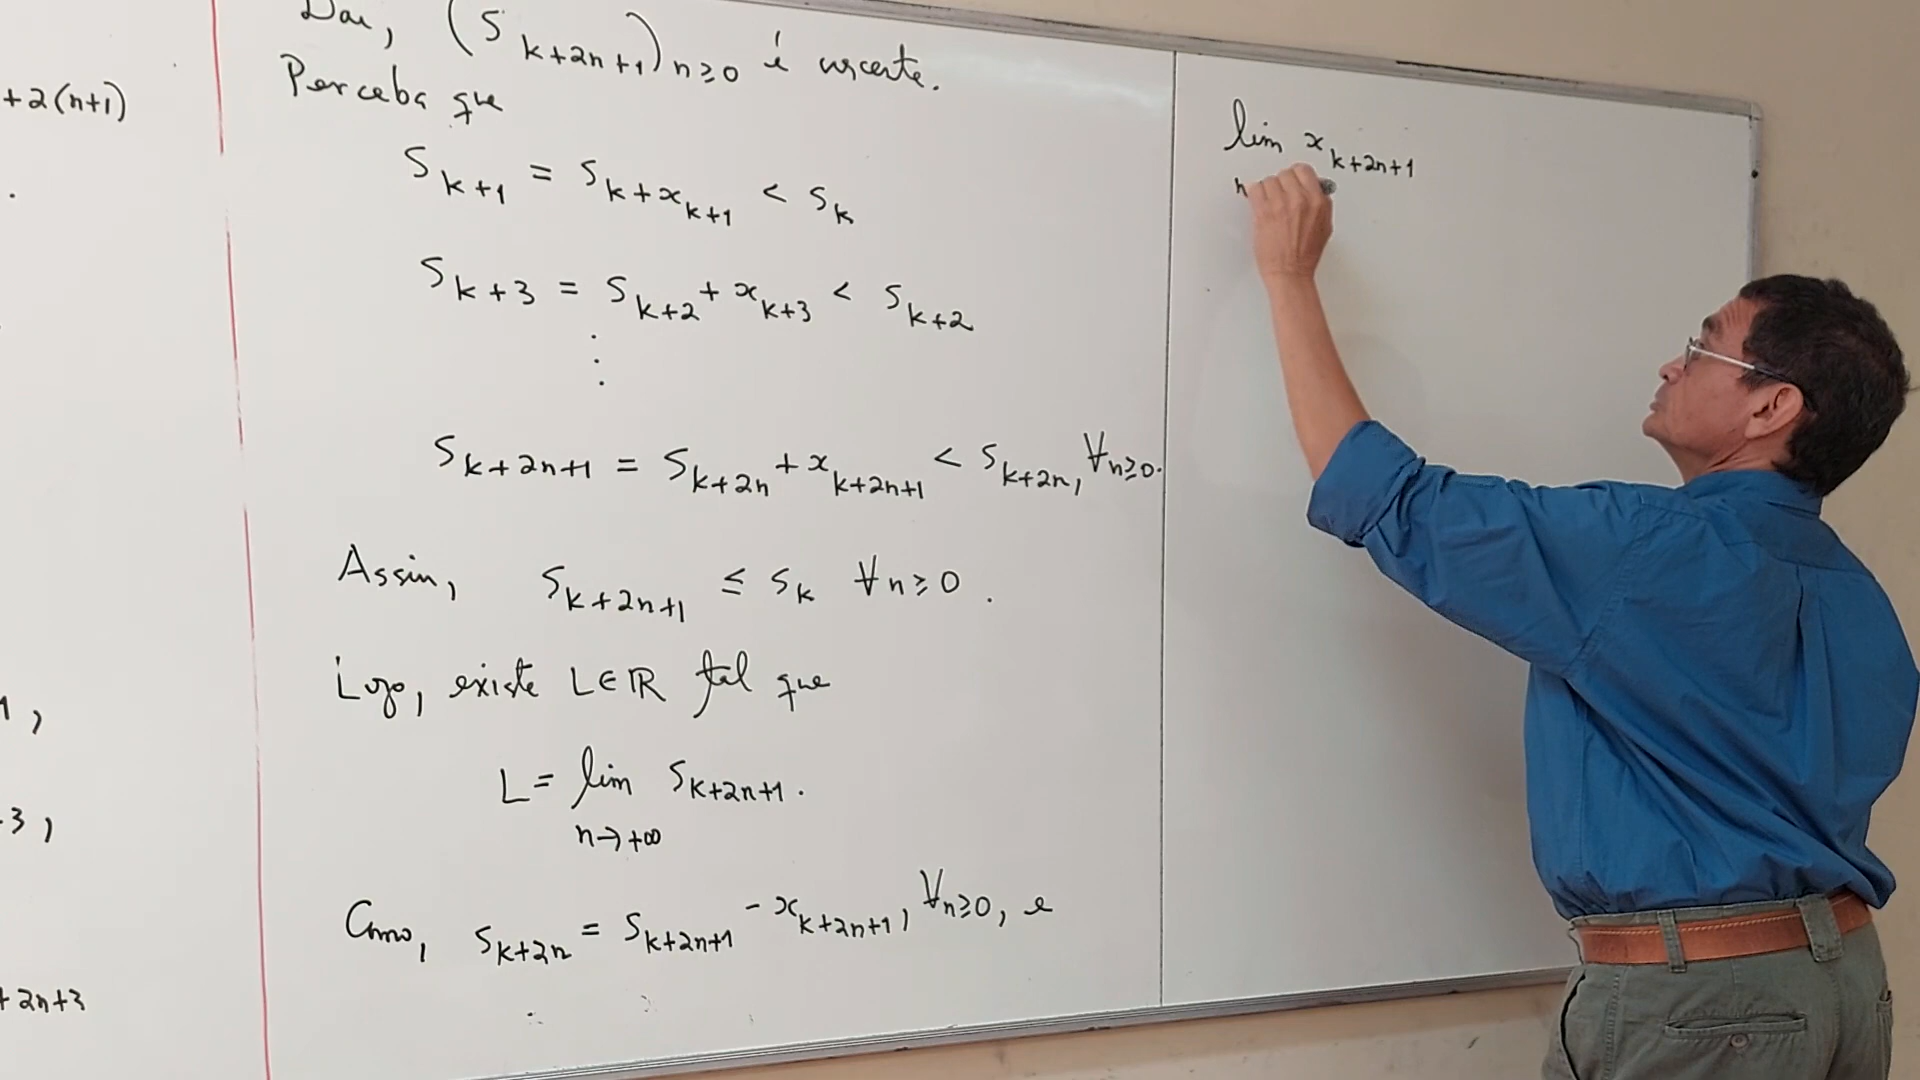 +2(n+1)
1,
-3,
+2n+3
Daí, (S_{k+2n+1})_{n≥0} é crescente.
Perceba que
S_{k+1} = S_k + x_{k+1} < S_k
S_{k+3} = S_{k+2} + x_{k+3} < S_{k+2}
⋮
S_{k+2n+1} = S_{k+2n} + x_{k+2n+1} < S_{k+2n}, ∀n≥0.
Assim, S_{k+2n+1} ≤ S_k ∀n≥0.
Logo, existe L∈ℝ tal que
L = lim S_{k+2n+1}.
n→+∞
Como, S_{k+2n} = S_{k+2n+1} - x_{k+2n+1}, ∀n≥0, e
lim x_{k+2n+1}
n